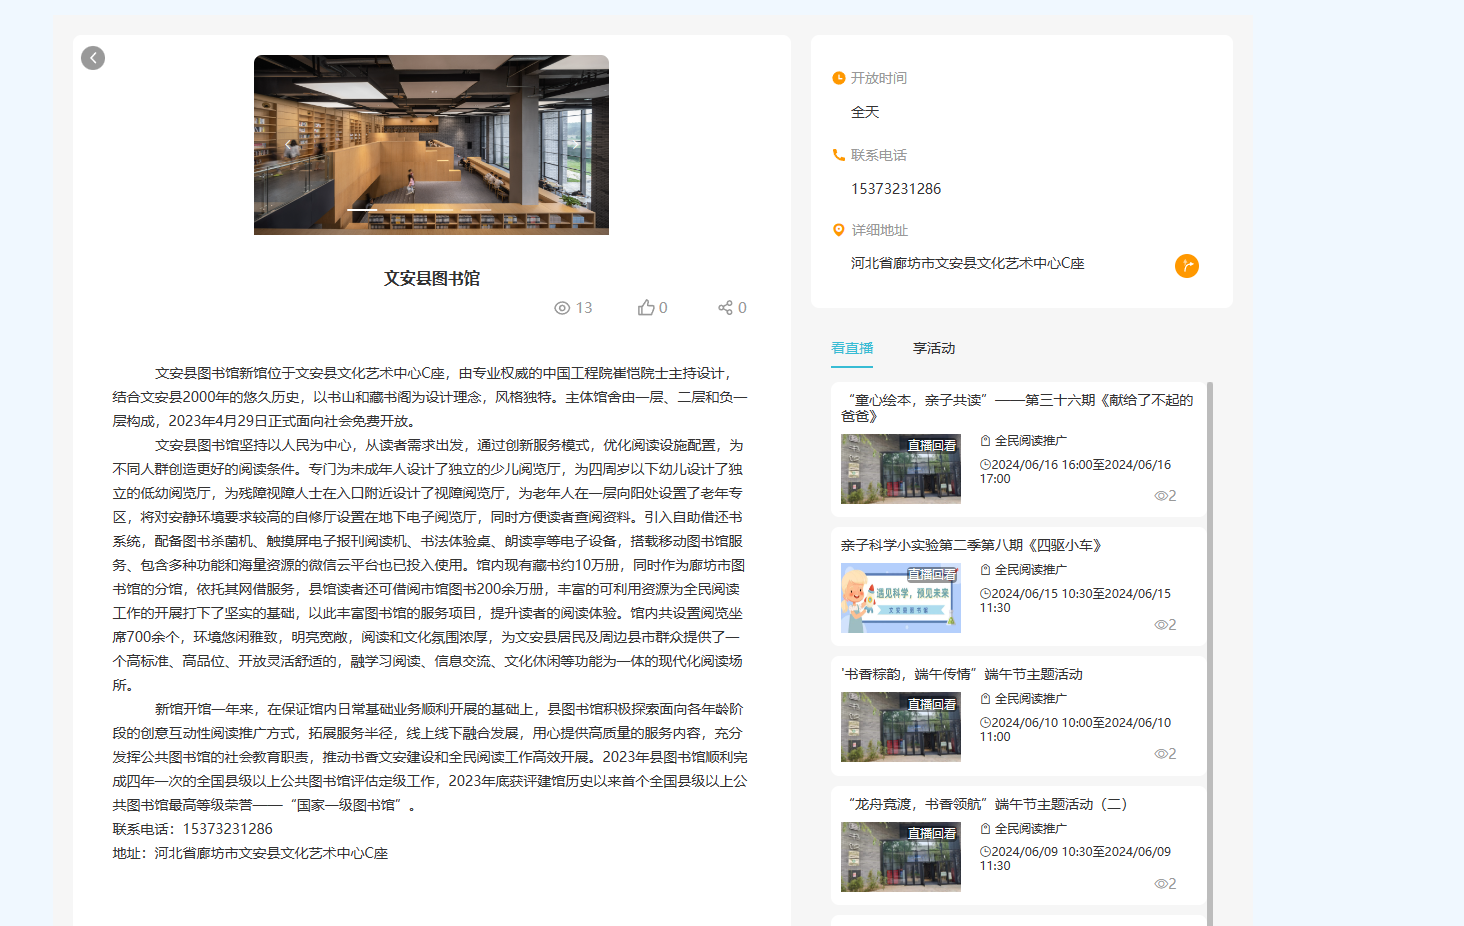 文安县图书馆
13
0
0
文安县图书馆新馆位于文安县文化艺术中心C座，由专业权威的中国工程院崔恺院士主持设计，
结合文安县2000年的悠久历史，以书山和藏书阁为设计理念，风格独特。主体馆舍由一层、二层和负一
层构成，2023年4月29日正式面向社会免费开放。
文安县图书馆坚持以人民为中心，从读者需求出发，通过创新服务模式，优化阅读设施配置，为
不同人群创造更好的阅读条件。专门为未成年人设计了独立的少儿阅览厅，为四周岁以下幼儿设计了独
立的低幼阅览厅，为残障视障人士在入口附近设计了视障阅览厅，为老年人在一层向阳处设置了老年专
区，将对安静环境要求较高的自修厅设置在地下电子阅览厅，同时方便读者查阅资料。引入自助借还书
系统，配备图书杀菌机、触摸屏电子报刊阅读机、书法体验桌、朗读亭等电子设备，搭载移动图书馆服
务、包含多种功能和海量资源的微信云平台也已投入使用。馆内现有藏书约10万册，同时作为廊坊市图
书馆的分馆，依托其网借服务，县馆读者还可借阅市馆图书200余万册，丰富的可利用资源为全民阅读
工作的开展打下了坚实的基础，以此丰富图书馆的服务项目，提升读者的阅读体验。馆内共设置阅览坐
席700余个，环境悠闲雅致，明亮宽敞，阅读和文化氛围浓厚，为文安县居民及周边县市群众提供了一
个高标准、高品位、开放灵活舒适的，融学习阅读、信息交流、文化休闲等功能为一体的现代化阅读场
所。
新馆开馆一年来，在保证馆内日常基础业务顺利开展的基础上，县图书馆积极探索面向各年龄阶
段的创意互动性阅读推广方式，拓展服务半径，线上线下融合发展，用心提供高质量的服务内容，充分
发挥公共图书馆的社会教育职责，推动书香文安建设和全民阅读工作高效开展。2023年县图书馆顺利完
成四年一次的全国县级以上公共图书馆评估定级工作，2023年底获评建馆历史以来首个全国县级以上公
共图书馆最高等级荣誉——“国家一级图书馆”。
联系电话：15373231286
地址：河北省廊坊市文安县文化艺术中心C座
开放时间
全天
联系电话
15373231286
详细地址
河北省廊坊市文安县文化艺术中心C座
看直播
享活动
“童心绘本，亲子共读”——第三十六期《献给了不起的
爸爸》
直播回看
全民阅读推广
2024/06/16 16:00至2024/06/16
17:00
2
亲子科学小实验第二季第八期《四驱小车》
直播回看
遇见科学，预见未来
文安县图书馆
全民阅读推广
2024/06/15 10:30至2024/06/15
11:30
2
'书香粽韵，端午传情”端午节主题活动
直播回看
全民阅读推广
2024/06/10 10:00至2024/06/10
11:00
2
“龙舟竞渡，书香领航”端午节主题活动（二）
直播回看
全民阅读推广
2024/06/09 10:30至2024/06/09
11:30
2